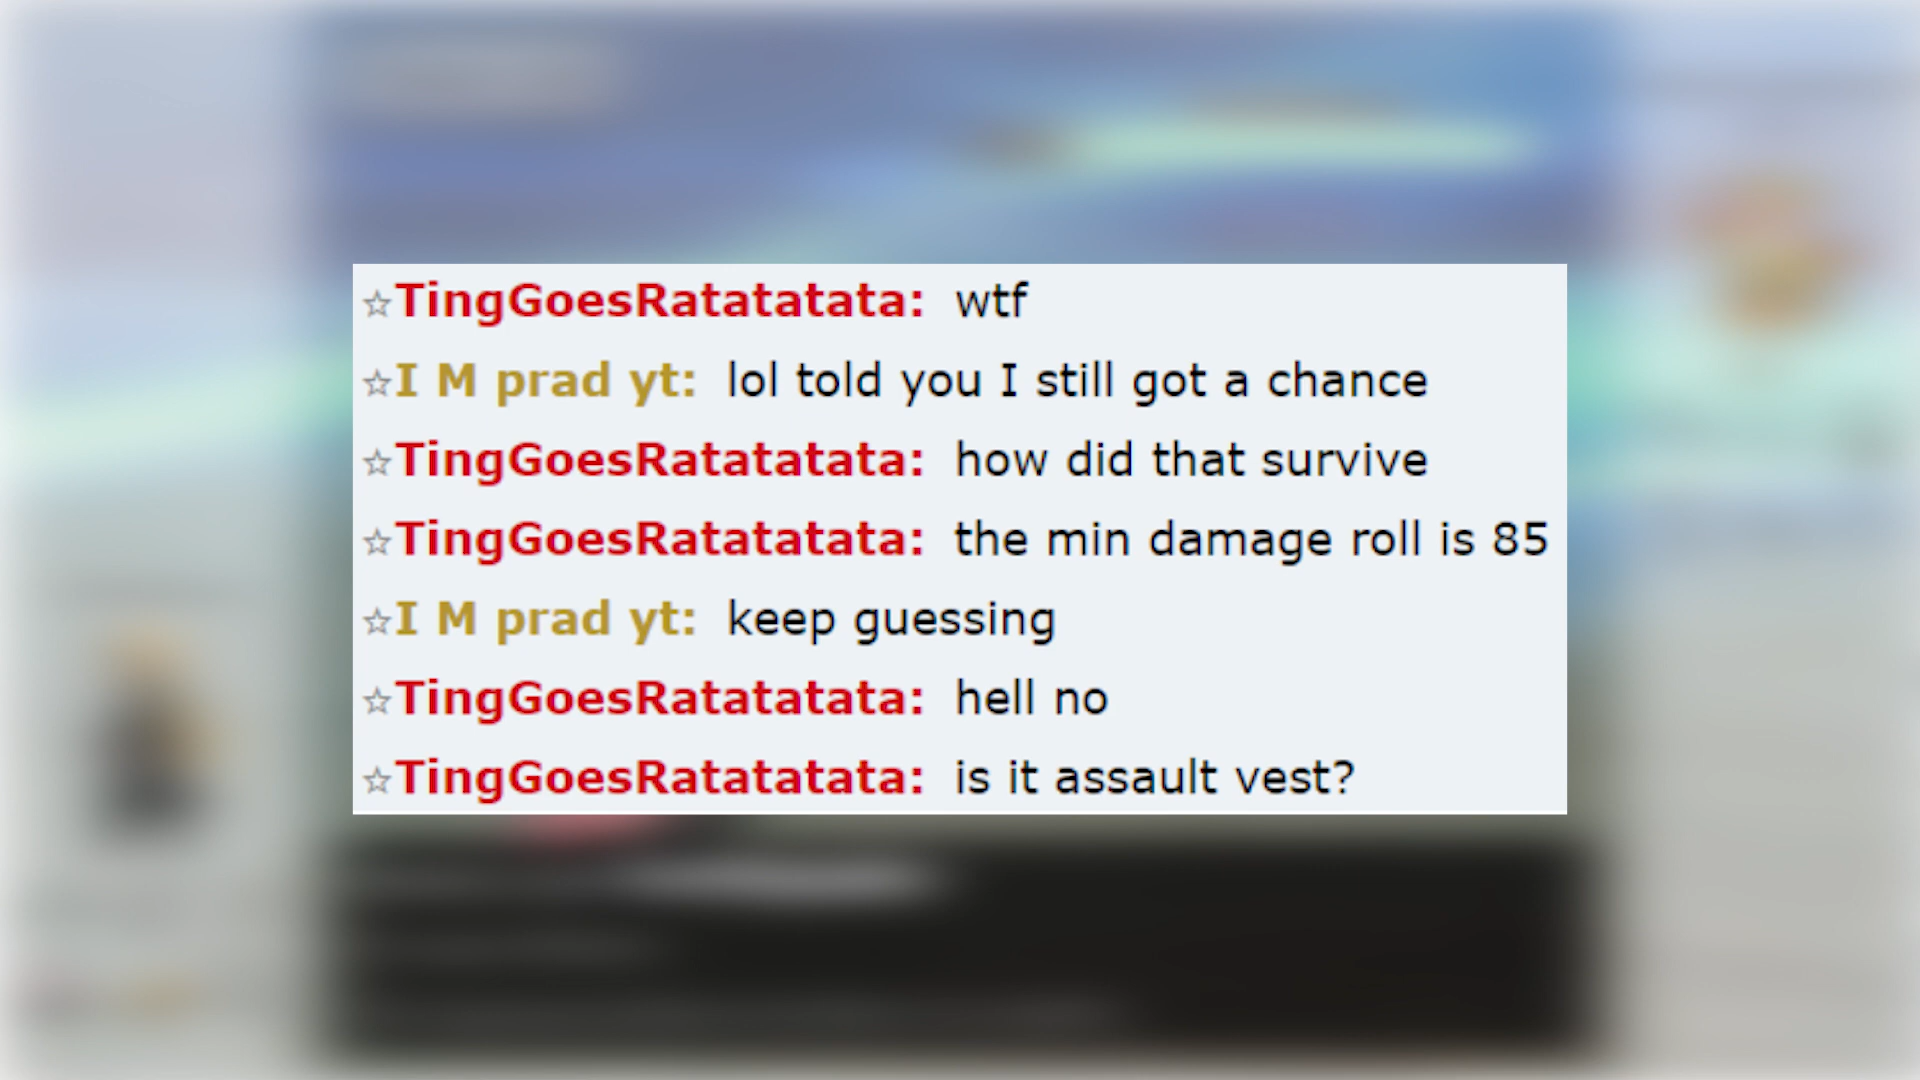 ☆TingGoesRatatatata: wtf
☆I M prad yt: lol told you I still got a chance
☆TingGoesRatatatata: how did that survive
☆TingGoesRatatatata: the min damage roll is 85
☆I M prad yt: keep guessing
☆TingGoesRatatatata: hell no
☆TingGoesRatatatata: is it assault vest?